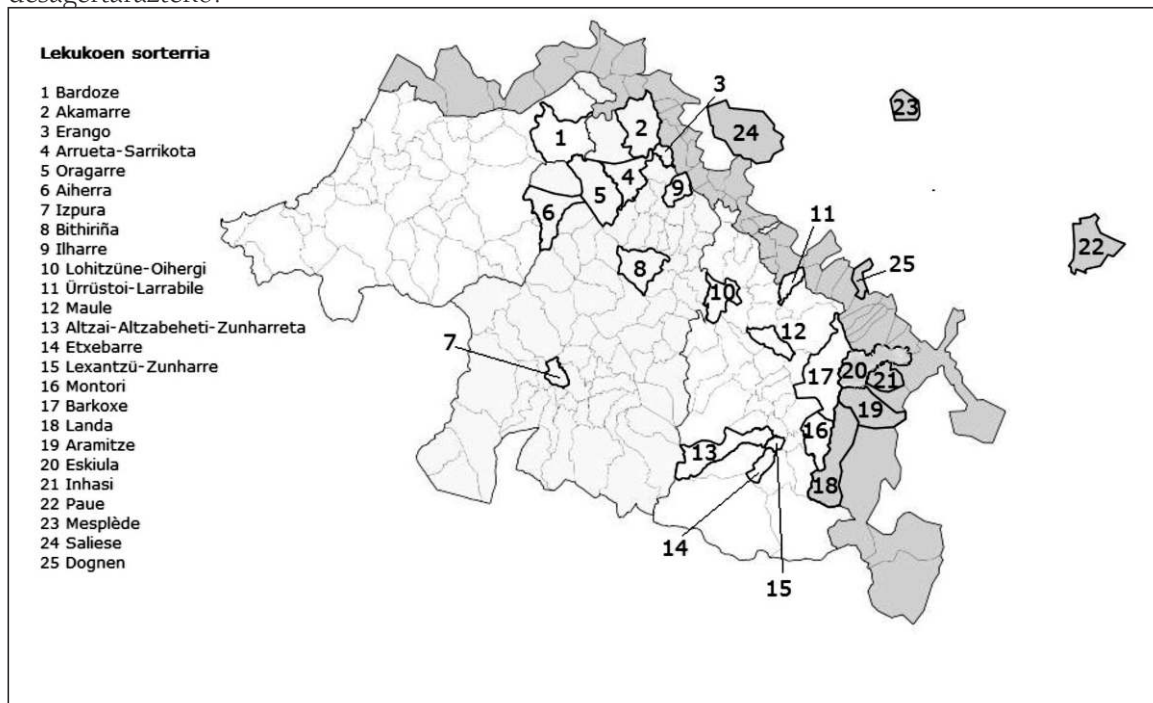 desagertarazteko.
Lekukoen sorterria
1 Bardoze
2 Akamarre
3 Erango
4 Arrueta-Sarrikota
5 Oragarre
6 Aiherra
7 Izpura
8 Bithiriña
9 Ilharre
10 Lohitzüne-Oihergi
11 Ürrüstoi-Larrabile
12 Maule
13 Altzai-Altzabeheti-Zunharreta
14 Etxebarre
15 Lexantzü-Zunharre
16 Montori
17 Barkoxe
18 Landa
19 Aramitze
20 Eskiula
21 Inhasi
22 Paue
23 Mesplède
24 Saliese
25 Dognen
3
23
24
1
2
4
9
5
6
11
22
25
8
10
12
7
17
20
21
19
16
13
18
14
15